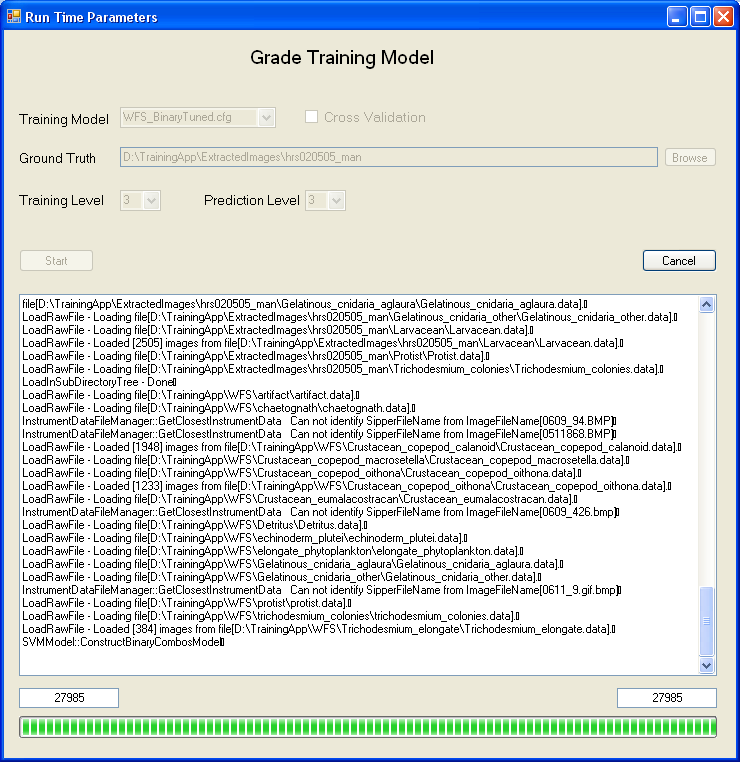 Run Time Parameters
Grade Training Model
Training Model WFS_BinaryTuned.cfg Cross Validation
Ground Truth D:\TrainingApp\ExtractedImages\hrs020505_man Browse
Training Level 3 Prediction Level 3
Start Cancel
file[D:\TrainingApp\ExtractedImages\hrs020505_man\Gelatinous_cnidaria_aglaura\Gelatinous_cnidaria_aglaura.data].
LoadRawFile - Loading file[D:\TrainingApp\ExtractedImages\hrs020505_man\Gelatinous_cnidaria_other\Gelatinous_cnidaria_other.data].
LoadRawFile - Loading file[D:\TrainingApp\ExtractedImages\hrs020505_man\Larvacean\Larvacean.data].
LoadRawFile - Loaded [2505] images from file[D:\TrainingApp\ExtractedImages\hrs020505_man\Larvacean\Larvacean.data].
LoadRawFile - Loading file[D:\TrainingApp\ExtractedImages\hrs020505_man\Protist\Protist.data].
LoadRawFile - Loading file[D:\TrainingApp\ExtractedImages\hrs020505_man\Trichodesmium_colonies\Trichodesmium_colonies.data].
LoadInSubDirectoryTree - Done
LoadRawFile - Loading file[D:\TrainingApp\WFS\artifact\artifact.data].
LoadRawFile - Loading file[D:\TrainingApp\WFS\chaetognath\chaetognath.data].
InstrumentDataFileManager::GetClosestInstrumentData   Can not identify SipperFileName from ImageFileName[0609_94.BMP]
InstrumentDataFileManager::GetClosestInstrumentData   Can not identify SipperFileName from ImageFileName[0511868.BMP]
LoadRawFile - Loaded [1948] images from file[D:\TrainingApp\WFS\Crustacean_copepod_calanoid\Crustacean_copepod_calanoid.data].
LoadRawFile - Loading file[D:\TrainingApp\WFS\Crustacean_copepod_macrosetella\Crustacean_copepod_macrosetella.data].
LoadRawFile - Loading file[D:\TrainingApp\WFS\Crustacean_copepod_oithona\Crustacean_copepod_oithona.data].
LoadRawFile - Loaded [1233] images from file[D:\TrainingApp\WFS\Crustacean_copepod_oithona\Crustacean_copepod_oithona.data].
LoadRawFile - Loading file[D:\TrainingApp\WFS\Crustacean_eumalacostracan\Crustacean_eumalacostracan.data].
InstrumentDataFileManager::GetClosestInstrumentData   Can not identify SipperFileName from ImageFileName[0609_426.bmp]
LoadRawFile - Loading file[D:\TrainingApp\WFS\Detritus\Detritus.data].
LoadRawFile - Loading file[D:\TrainingApp\WFS\echinoderm_plutei\echinoderm_plutei.data].
LoadRawFile - Loading file[D:\TrainingApp\WFS\elongate_phytoplankton\elongate_phytoplankton.data].
LoadRawFile - Loading file[D:\TrainingApp\WFS\Gelatinous_cnidaria_aglaura\Gelatinous_cnidaria_aglaura.data].
LoadRawFile - Loading file[D:\TrainingApp\WFS\Gelatinous_cnidaria_other\Gelatinous_cnidaria_other.data].
InstrumentDataFileManager::GetClosestInstrumentData   Can not identify SipperFileName from ImageFileName[0611_9.gif.bmp]
LoadRawFile - Loading file[D:\TrainingApp\WFS\protist\protist.data].
LoadRawFile - Loading file[D:\TrainingApp\WFS\trichodesmium_colonies\trichodesmium_colonies.data].
LoadRawFile - Loaded [384] images from file[D:\TrainingApp\WFS\Trichodesmium_elongate\Trichodesmium_elongate.data].
SVMModel::ConstructBinaryCombosModel
27985 27985